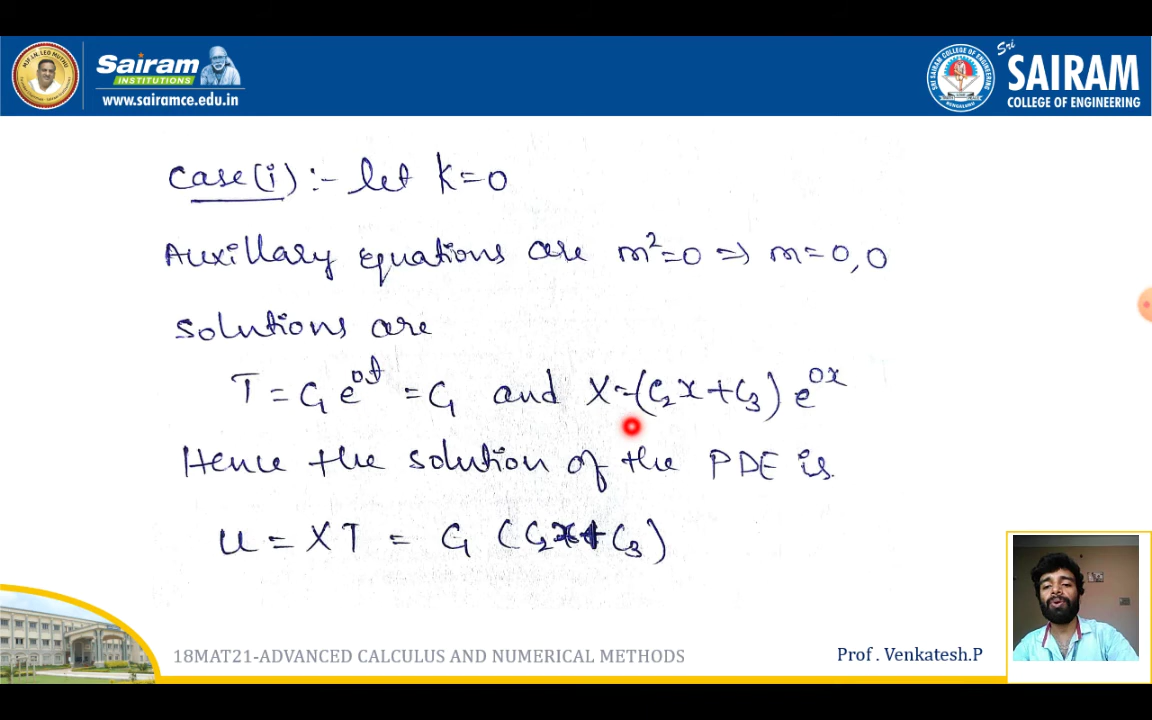 Sairam
INSTITUTIONS
www.sairamce.edu.in
Sri
SAIRAM
COLLEGE OF ENGINEERING
case(i) :- let k=0
Auxillary equations are m²=0 => m=0,0
solutions are
T = C₁ e^0t = C₁ and X=(C₂x+C₃) e^0x
Hence the solution of the PDE is
u = XT = C₁ (C₂x+C₃)
18MAT21-ADVANCED CALCULUS AND NUMERICAL METHODS
Prof . Venkatesh.P